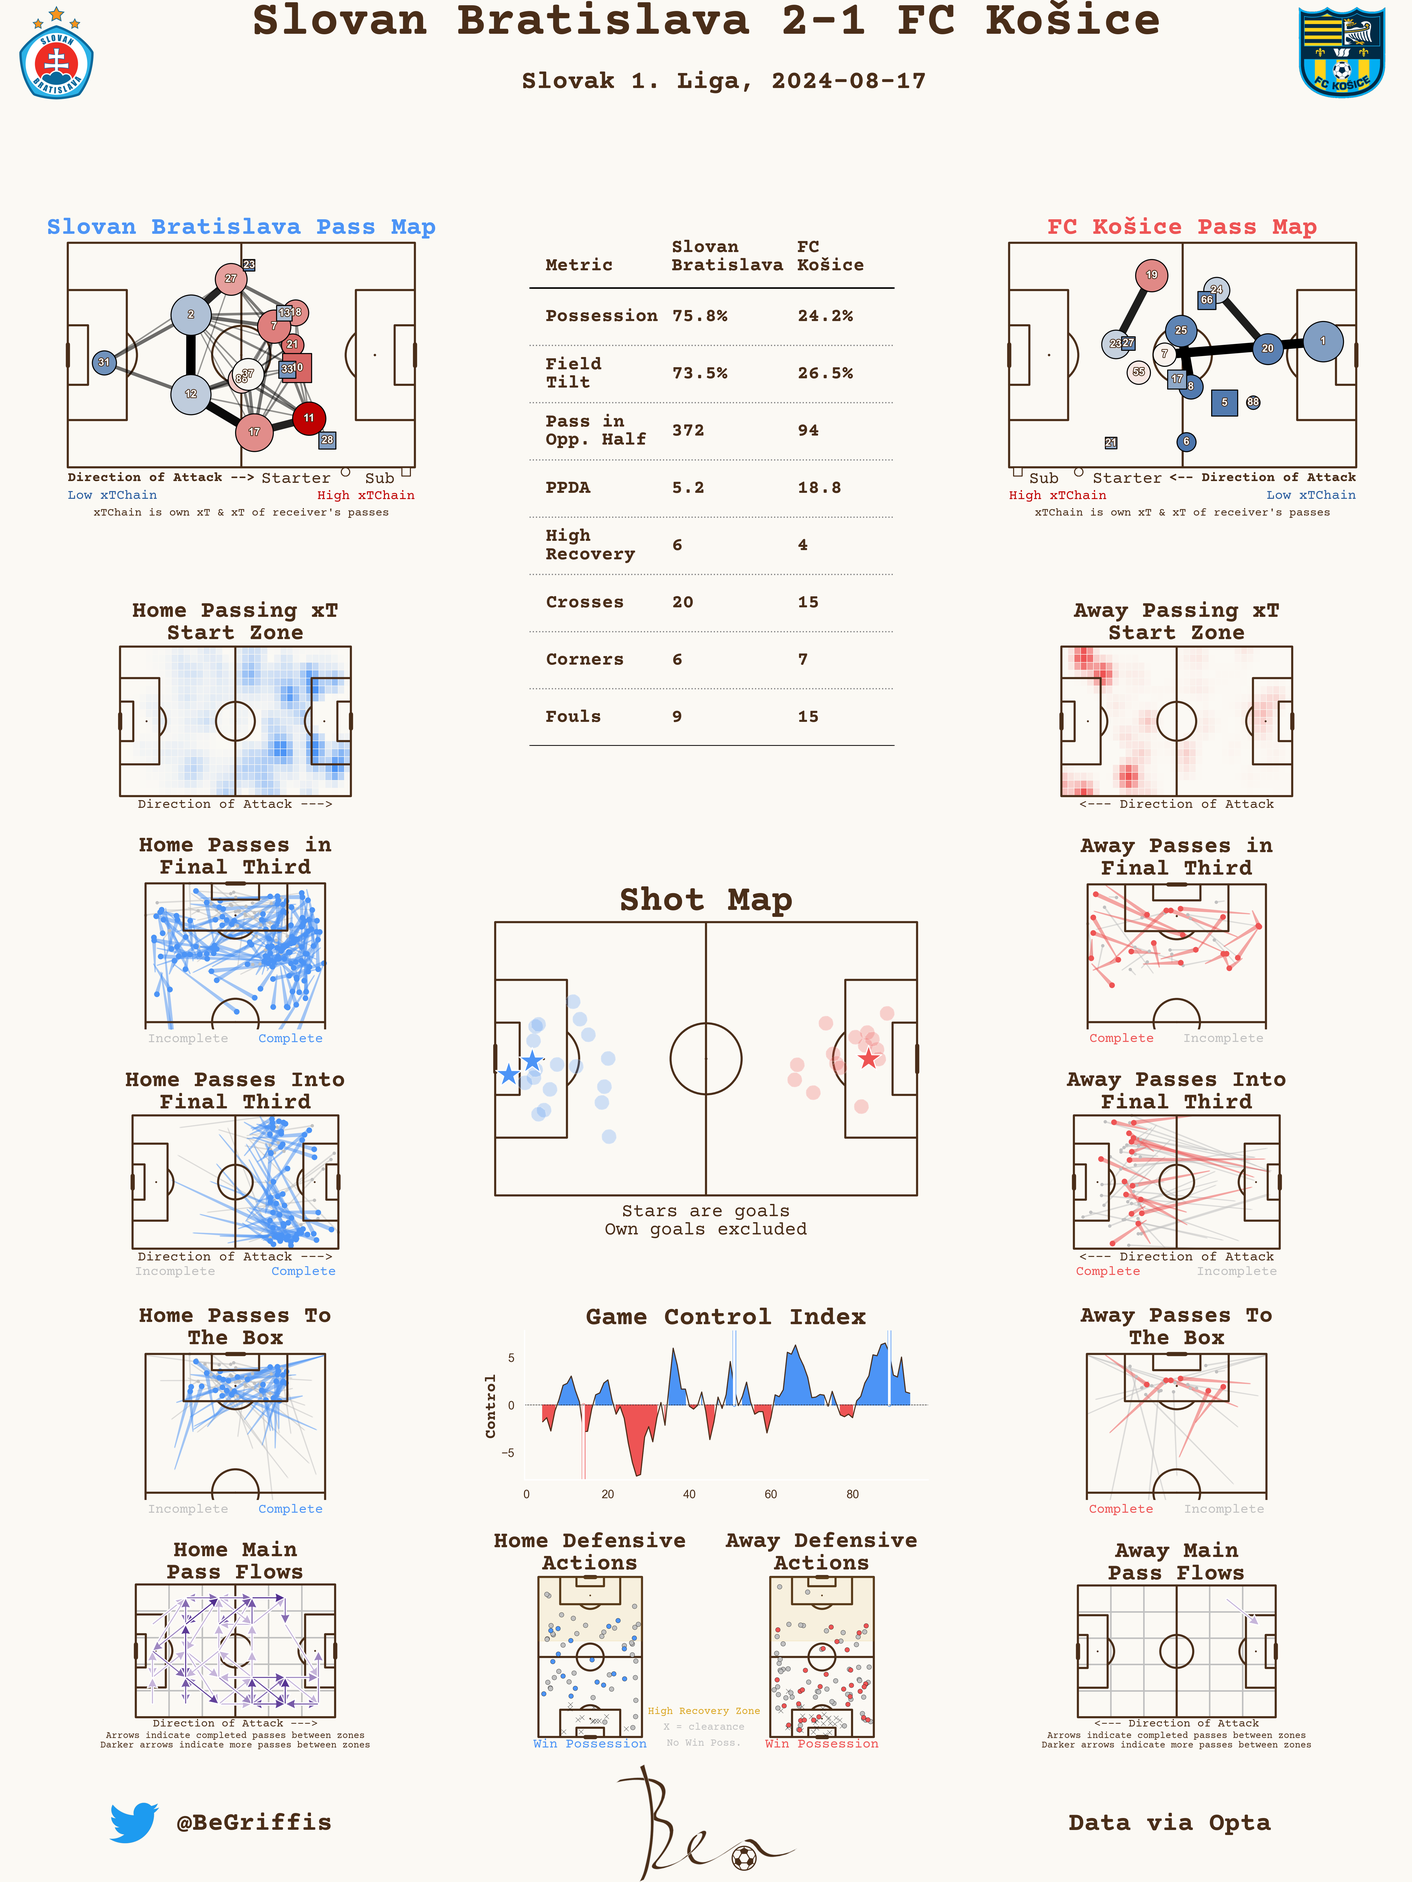 Slovan Bratislava 2-1 FC Košice
Slovak 1. Liga, 2024-08-17
SLOVAN
BRATISLAVA
FC KOŠICE
Slovan Bratislava Pass Map
23
27
2
13
18
7
21
31
33
10
37
86
12
11
17
28
Direction of Attack --> Starter Sub
Low xTChain High xTChain
xTChain is own xT & xT of receiver's passes
Metric Slovan Bratislava FC Košice
Possession 75.8% 24.2%
Field Tilt 73.5% 26.5%
Pass in Opp. Half 372 94
PPDA 5.2 18.8
High Recovery 6 4
Crosses 20 15
Corners 6 7
Fouls 9 15
FC Košice Pass Map
19
24
66
25
23
27
7
20
1
55
17
8
5
88
21
6
Sub Starter <-- Direction of Attack
High xTChain Low xTChain
xTChain is own xT & xT of receiver's passes
Home Passing xT
Start Zone
Direction of Attack --->
Away Passing xT
Start Zone
<--- Direction of Attack
Home Passes in
Final Third
Incomplete Complete
Away Passes in
Final Third
Complete Incomplete
Shot Map
Stars are goals
Own goals excluded
Home Passes Into
Final Third
Direction of Attack --->
Incomplete Complete
Away Passes Into
Final Third
<--- Direction of Attack
Complete Incomplete
Home Passes To
The Box
Incomplete Complete
Game Control Index
Control
5
0
−5
0 20 40 60 80
Away Passes To
The Box
Complete Incomplete
Home Main
Pass Flows
Direction of Attack --->
Arrows indicate completed passes between zones
Darker arrows indicate more passes between zones
Home Defensive
Actions
Win Possession
Away Defensive
Actions
Win Possession
High Recovery Zone
X = clearance
No Win Poss.
Away Main
Pass Flows
<--- Direction of Attack
Arrows indicate completed passes between zones
Darker arrows indicate more passes between zones
@BeGriffis
Ben
Data via Opta